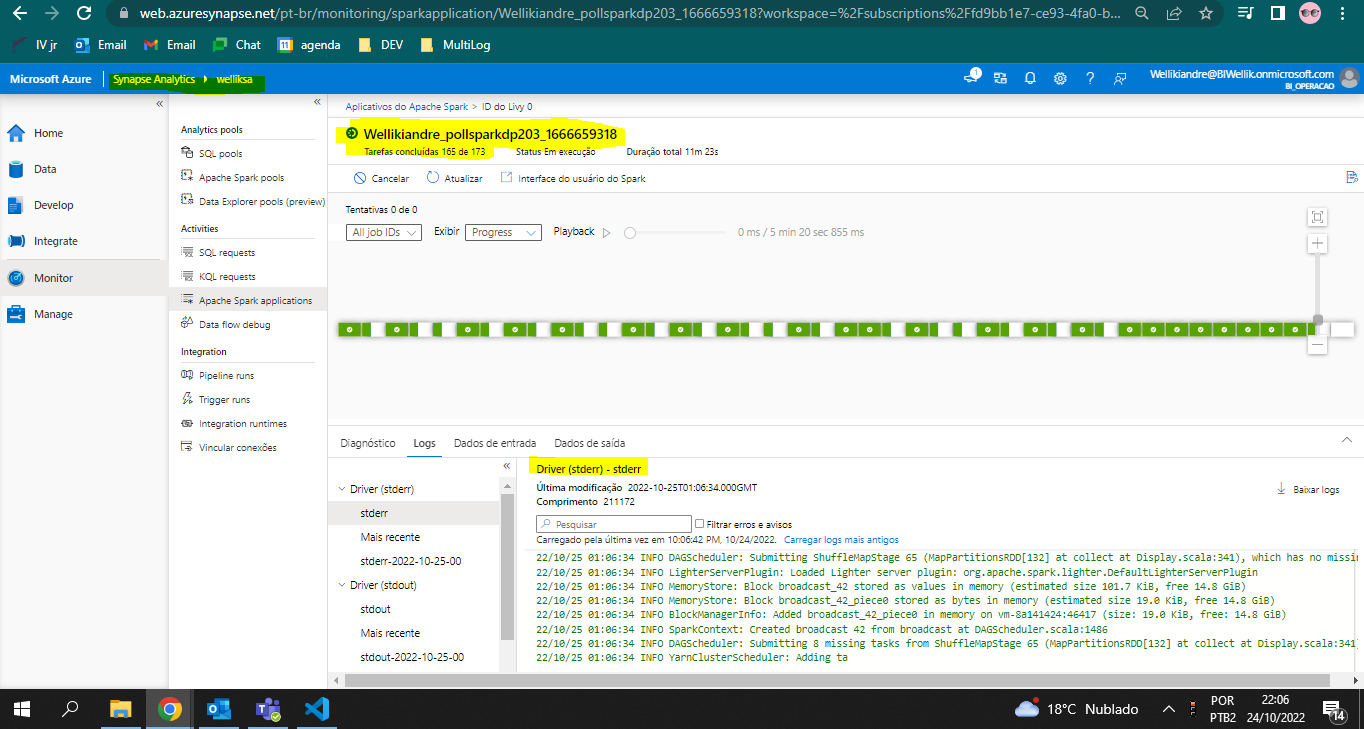 web.azuresynapse.net/pt-br/monitoring/sparkapplication/Wellikiandre_pollsparkdp203_1666659318?workspace=%2Fsubscriptions%2Ffd9bb1e7-ce93-4fa0-b...
IV jr
Email
Email
Chat
agenda
DEV
MultiLog
Microsoft Azure
Synapse Analytics
welliksa
1
Wellikiandre@BIWellik.onmicrosoft.com
BI_OPERACAO
Home
Data
Develop
Integrate
Monitor
Manage
Analytics pools
SQL pools
Apache Spark pools
Data Explorer pools (preview)
Activities
SQL requests
KQL requests
Apache Spark applications
Data flow debug
Integration
Pipeline runs
Trigger runs
Integration runtimes
Vincular conexões
Aplicativos do Apache Spark > ID do Livy 0
Wellikiandre_pollsparkdp203_1666659318
Tarefas concluídas 165 de 173 Status Em execução Duração total 11m 23s
Cancelar Atualizar Interface do usuário do Spark
Tentativas 0 de 0
All job IDs Exibir Progress Playback 0 ms / 5 min 20 sec 855 ms
Diagnóstico Logs Dados de entrada Dados de saída
Driver (stderr)
stderr
Mais recente
stderr-2022-10-25-00
Driver (stdout)
stdout
Mais recente
stdout-2022-10-25-00
Driver (stderr) - stderr
Última modificação 2022-10-25T01:06:34.000GMT
Comprimento 211172
Baixar logs
Pesquisar Filtrar erros e avisos
Carregado pela última vez em 10:06:42 PM, 10/24/2022. Carregar logs mais antigos
22/10/25 01:06:34 INFO DAGScheduler: Submitting ShuffleMapStage 65 (MapPartitionsRDD[132] at collect at Display.scala:341), which has no missin
22/10/25 01:06:34 INFO LighterServerPlugin: Loaded Lighter server plugin: org.apache.spark.lighter.DefaultLighterServerPlugin
22/10/25 01:06:34 INFO MemoryStore: Block broadcast_42 stored as values in memory (estimated size 101.7 KiB, free 14.8 GiB)
22/10/25 01:06:34 INFO MemoryStore: Block broadcast_42_piece0 stored as bytes in memory (estimated size 19.0 KiB, free 14.8 GiB)
22/10/25 01:06:34 INFO BlockManagerInfo: Added broadcast_42_piece0 in memory on vm-8a141424:46417 (size: 19.0 KiB, free: 14.8 GiB)
22/10/25 01:06:34 INFO SparkContext: Created broadcast 42 from broadcast at DAGScheduler.scala:1486
22/10/25 01:06:34 INFO DAGScheduler: Submitting 8 missing tasks from ShuffleMapStage 65 (MapPartitionsRDD[132] at collect at Display.scala:341)
22/10/25 01:06:34 INFO YarnClusterScheduler: Adding ta
18°C Nublado
POR
PTB2
22:06
24/10/2022
14